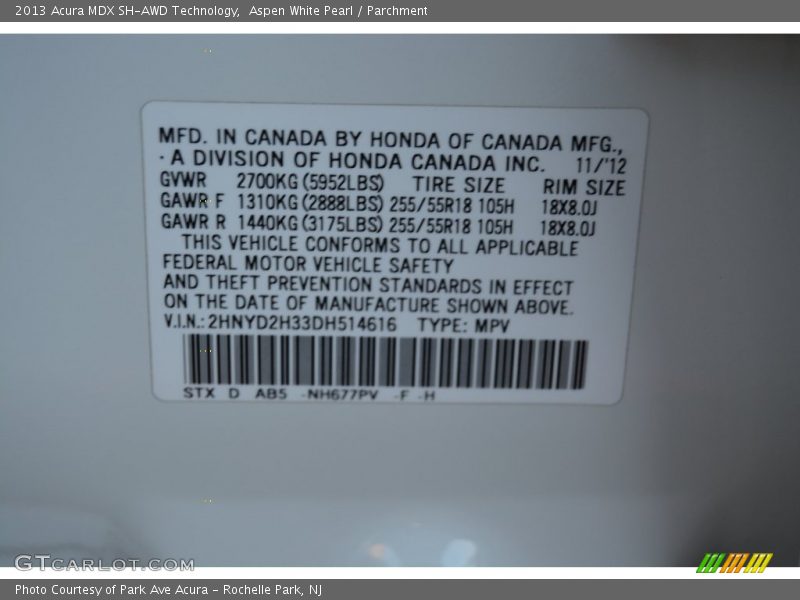 2013 Acura MDX SH-AWD Technology,  Aspen White Pearl / Parchment
MFD. IN CANADA BY HONDA OF CANADA MFG.,
A DIVISION OF HONDA CANADA INC.   11/'12
GVWR   2700KG (5952LBS)   TIRE SIZE   RIM SIZE
GAWR F  1310KG (2888LBS) 255/55R18 105H   18X8.0J
GAWR R  1440KG (3175LBS) 255/55R18 105H   18X8.0J
THIS VEHICLE CONFORMS TO ALL APPLICABLE
FEDERAL MOTOR VEHICLE SAFETY
AND THEFT PREVENTION STANDARDS IN EFFECT
ON THE DATE OF MANUFACTURE SHOWN ABOVE.
V.I.N.: 2HNYD2H33DH514616   TYPE: MPV
STX  D  AB5  -NH677PV  -F -H
GTCARLOT.COM
Photo Courtesy of Park Ave Acura - Rochelle Park, NJ